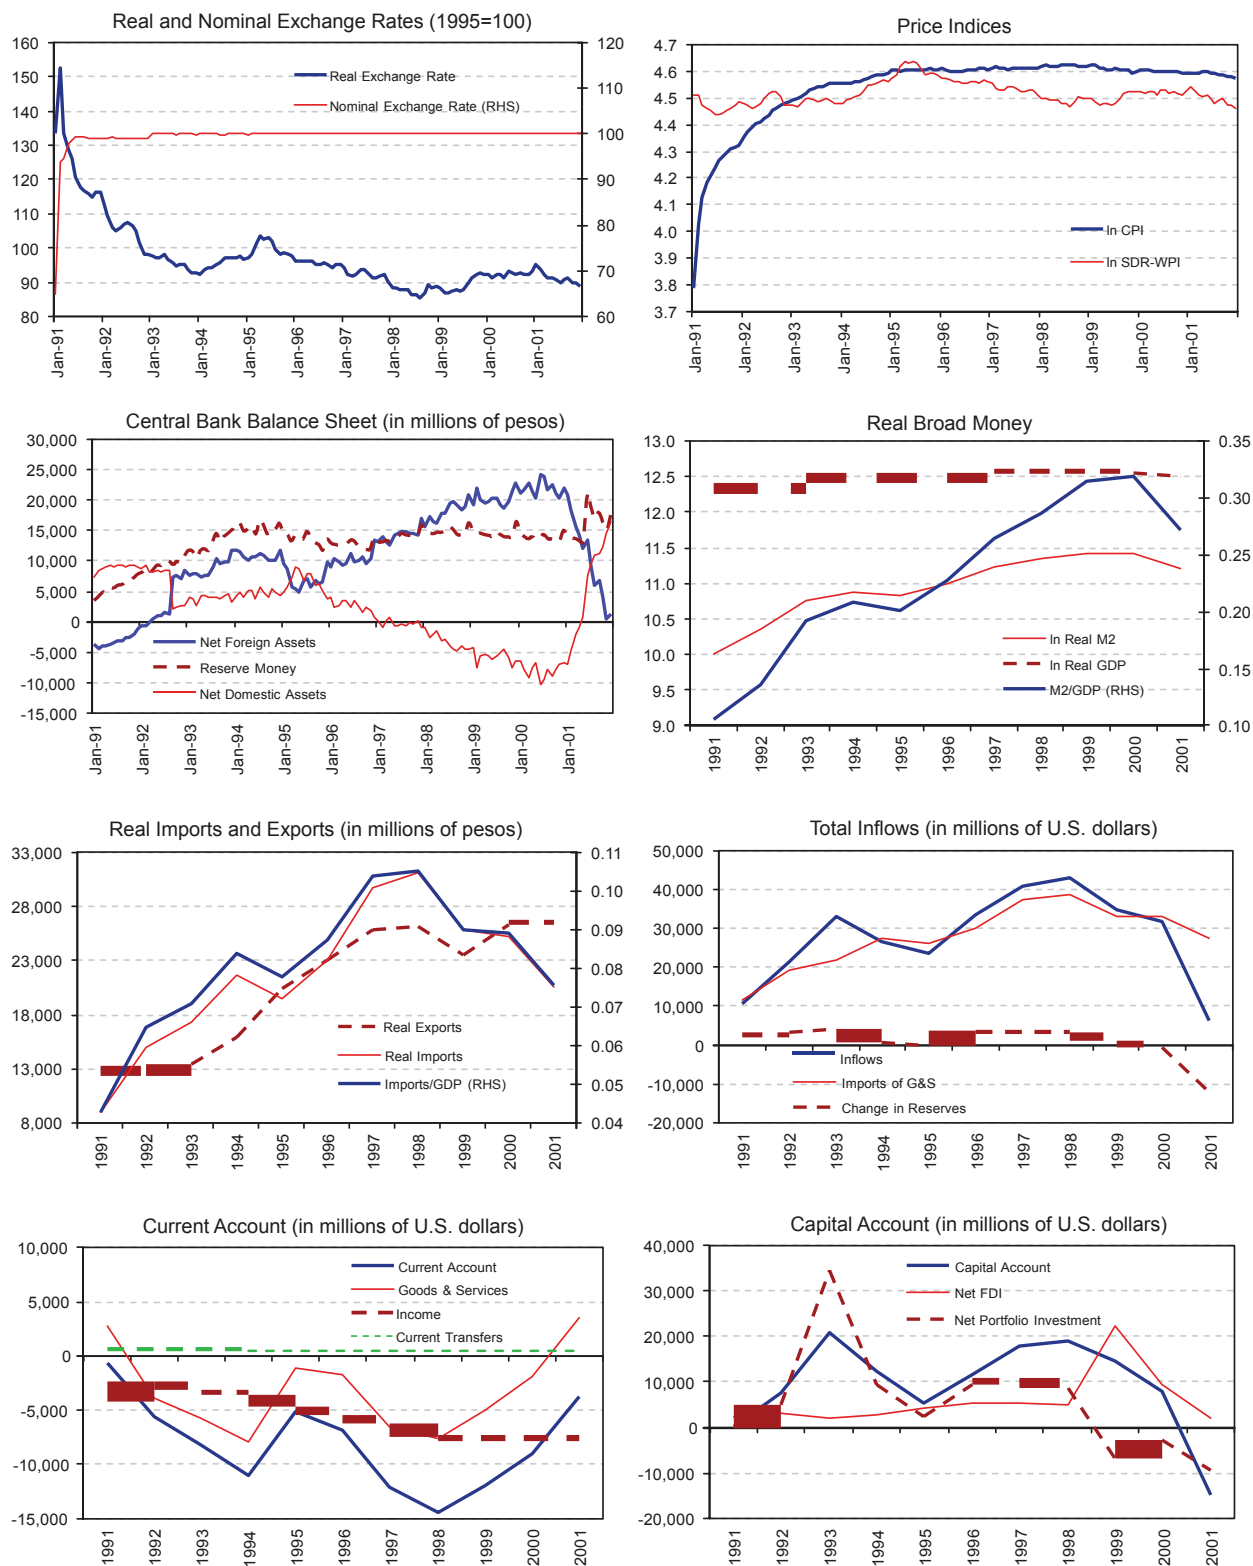 Real and Nominal Exchange Rates (1995=100)
160
150
140
130
120
110
100
90
80
120
110
100
90
80
70
60
Real Exchange Rate
Nominal Exchange Rate (RHS)
Jan-91
Jan-92
Jan-93
Jan-94
Jan-95
Jan-96
Jan-97
Jan-98
Jan-99
Jan-00
Jan-01
Price Indices
4.7
4.6
4.5
4.4
4.3
4.2
4.1
4.0
3.9
3.8
3.7
ln CPI
ln SDR-WPI
Jan-91
Jan-92
Jan-93
Jan-94
Jan-95
Jan-96
Jan-97
Jan-98
Jan-99
Jan-00
Jan-01
Central Bank Balance Sheet (in millions of pesos)
30,000
25,000
20,000
15,000
10,000
5,000
0
-5,000
-10,000
-15,000
Net Foreign Assets
Reserve Money
Net Domestic Assets
Jan-91
Jan-92
Jan-93
Jan-94
Jan-95
Jan-96
Jan-97
Jan-98
Jan-99
Jan-00
Jan-01
Real Broad Money
13.0
12.5
12.0
11.5
11.0
10.5
10.0
9.5
9.0
0.35
0.30
0.25
0.20
0.15
0.10
ln Real M2
ln Real GDP
M2/GDP (RHS)
1991
1992
1993
1994
1995
1996
1997
1998
1999
2000
2001
Real Imports and Exports (in millions of pesos)
33,000
28,000
23,000
18,000
13,000
8,000
0.11
0.10
0.09
0.08
0.07
0.06
0.05
0.04
Real Exports
Real Imports
Imports/GDP (RHS)
1991
1992
1993
1994
1995
1996
1997
1998
1999
2000
2001
Total Inflows (in millions of U.S. dollars)
50,000
40,000
30,000
20,000
10,000
0
-10,000
-20,000
Inflows
Imports of G&S
Change in Reserves
1991
1992
1993
1994
1995
1996
1997
1998
1999
2000
2001
Current Account (in millions of U.S. dollars)
10,000
5,000
0
-5,000
-10,000
-15,000
Current Account
Goods & Services
Income
Current Transfers
1991
1992
1993
1994
1995
1996
1997
1998
1999
2000
2001
Capital Account (in millions of U.S. dollars)
40,000
30,000
20,000
10,000
0
-10,000
-20,000
Capital Account
Net FDI
Net Portfolio Investment
1991
1992
1993
1994
1995
1996
1997
1998
1999
2000
2001